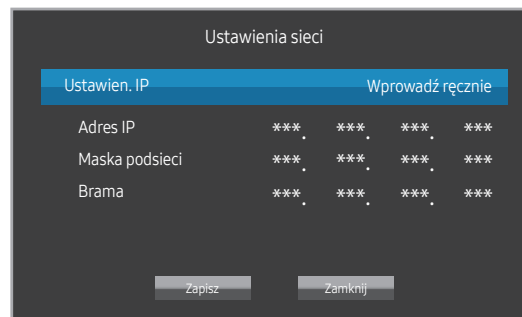 Ustawienia sieci
Ustawien. IP Wprowadź ręcznie
Adres IP ***. ***. ***. ***
Maska podsieci ***. ***. ***. ***
Brama ***. ***. ***. ***
Zapisz Zamknij